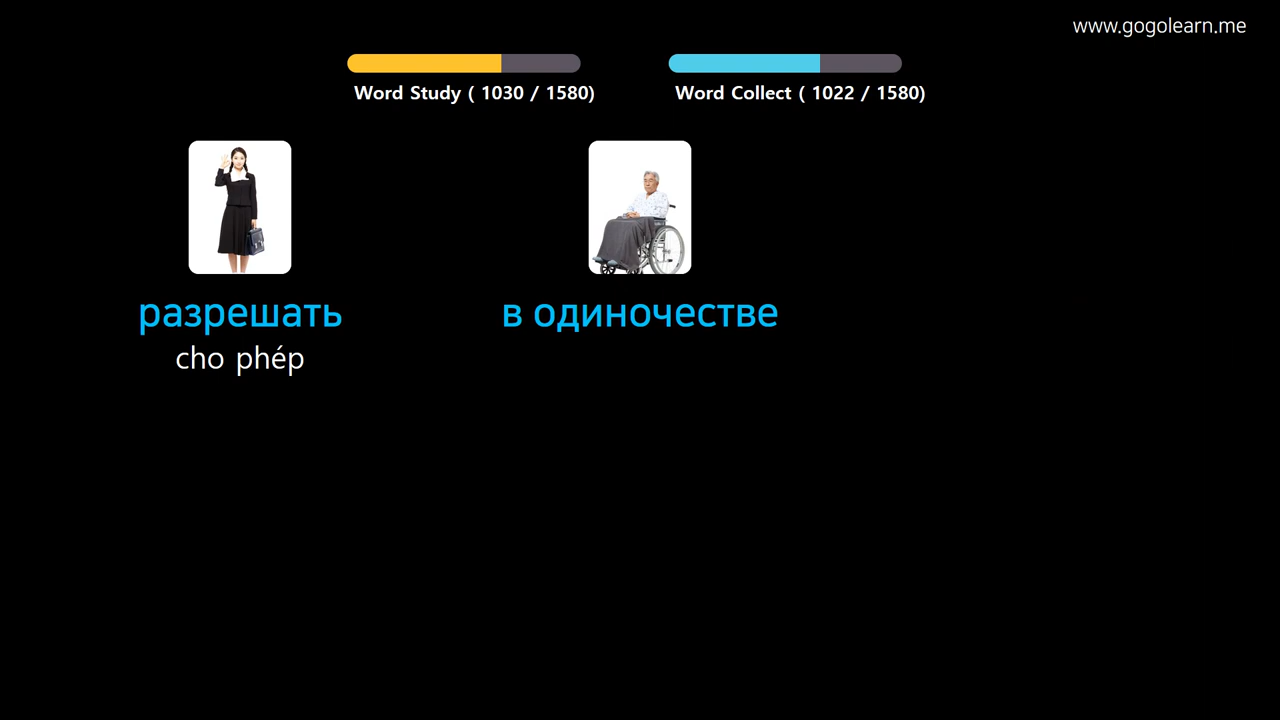 www.gogolearn.me
Word Study ( 1030 / 1580)
Word Collect ( 1022 / 1580)
разрешать
cho phép
в одиночестве